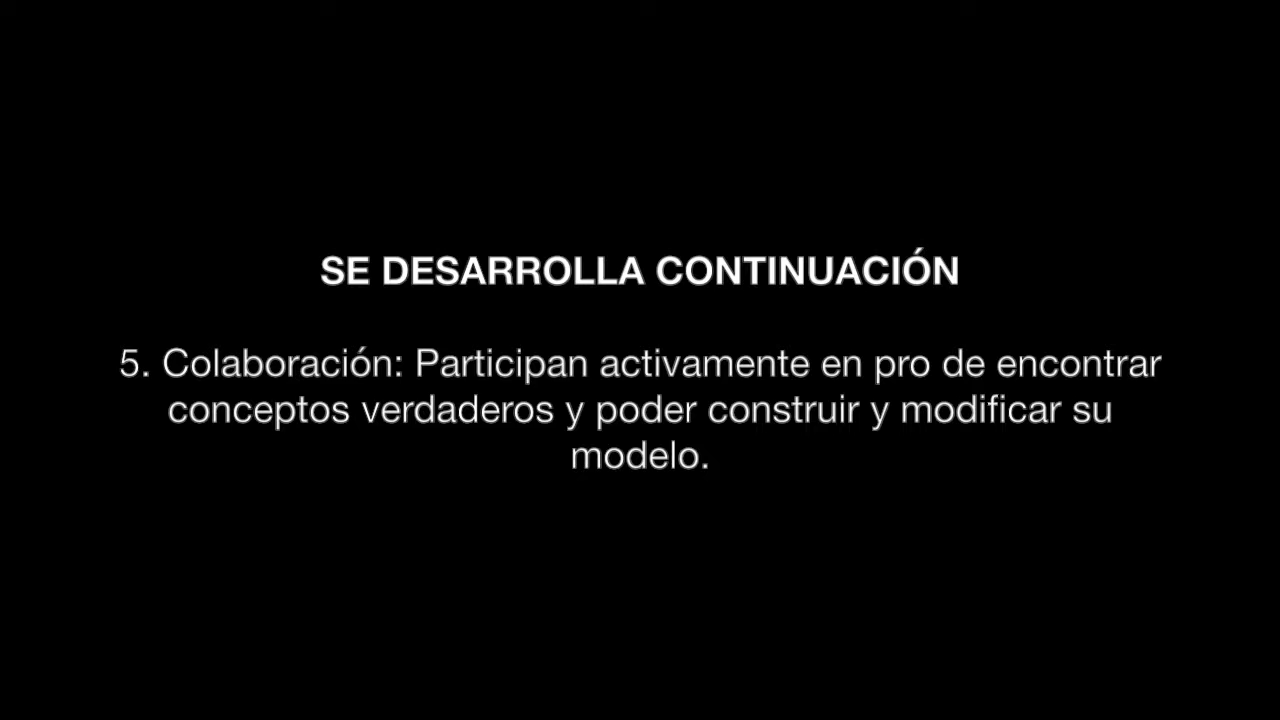 SE DESARROLLA CONTINUACIÓN
5. Colaboración: Participan activamente en pro de encontrar
conceptos verdaderos y poder construir y modificar su
modelo.